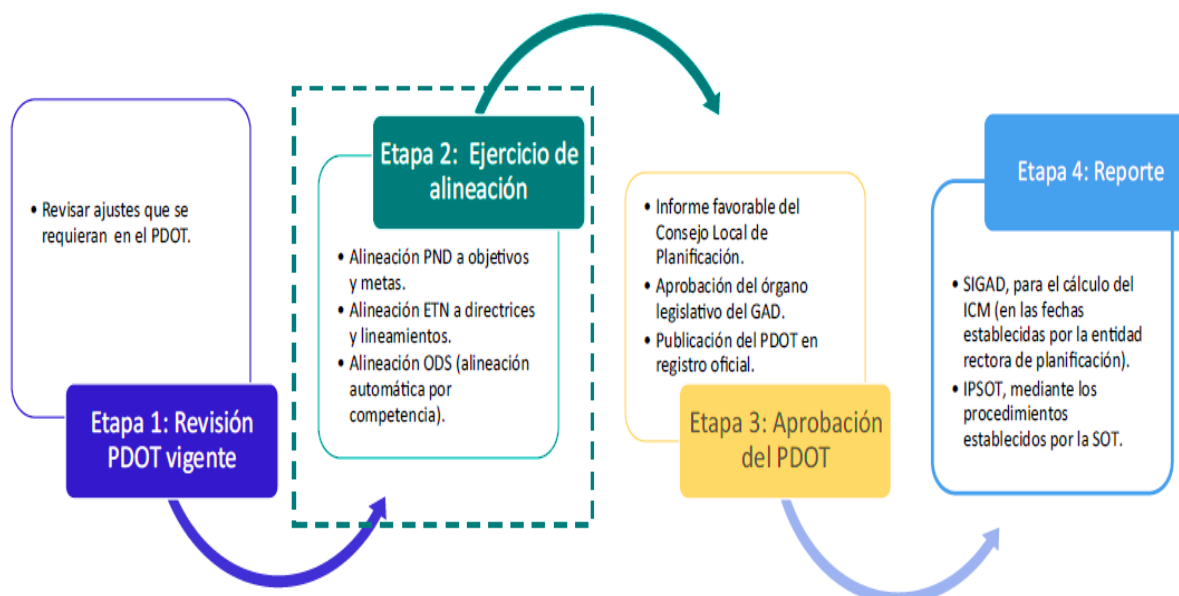 • Revisar ajustes que se
requieran en el PDOT.
Etapa 1: Revisión
PDOT vigente
Etapa 2: Ejercicio de
alineación
• Alineación PND a objetivos
y metas.
• Alineación ETN a directrices
y lineamientos.
• Alineación ODS (alineación
automática por
competencia).
• Informe favorable del
Consejo Local de
Planificación.
• Aprobación del órgano
legislativo del GAD.
• Publicación del PDOT en
registro oficial.
Etapa 3: Aprobación
del PDOT
Etapa 4: Reporte
• SIGAD, para el cálculo del
ICM (en las fechas
establecidas por la entidad
rectora de planificación).
• IPSOT, mediante los
procedimientos
establecidos por la SOT.